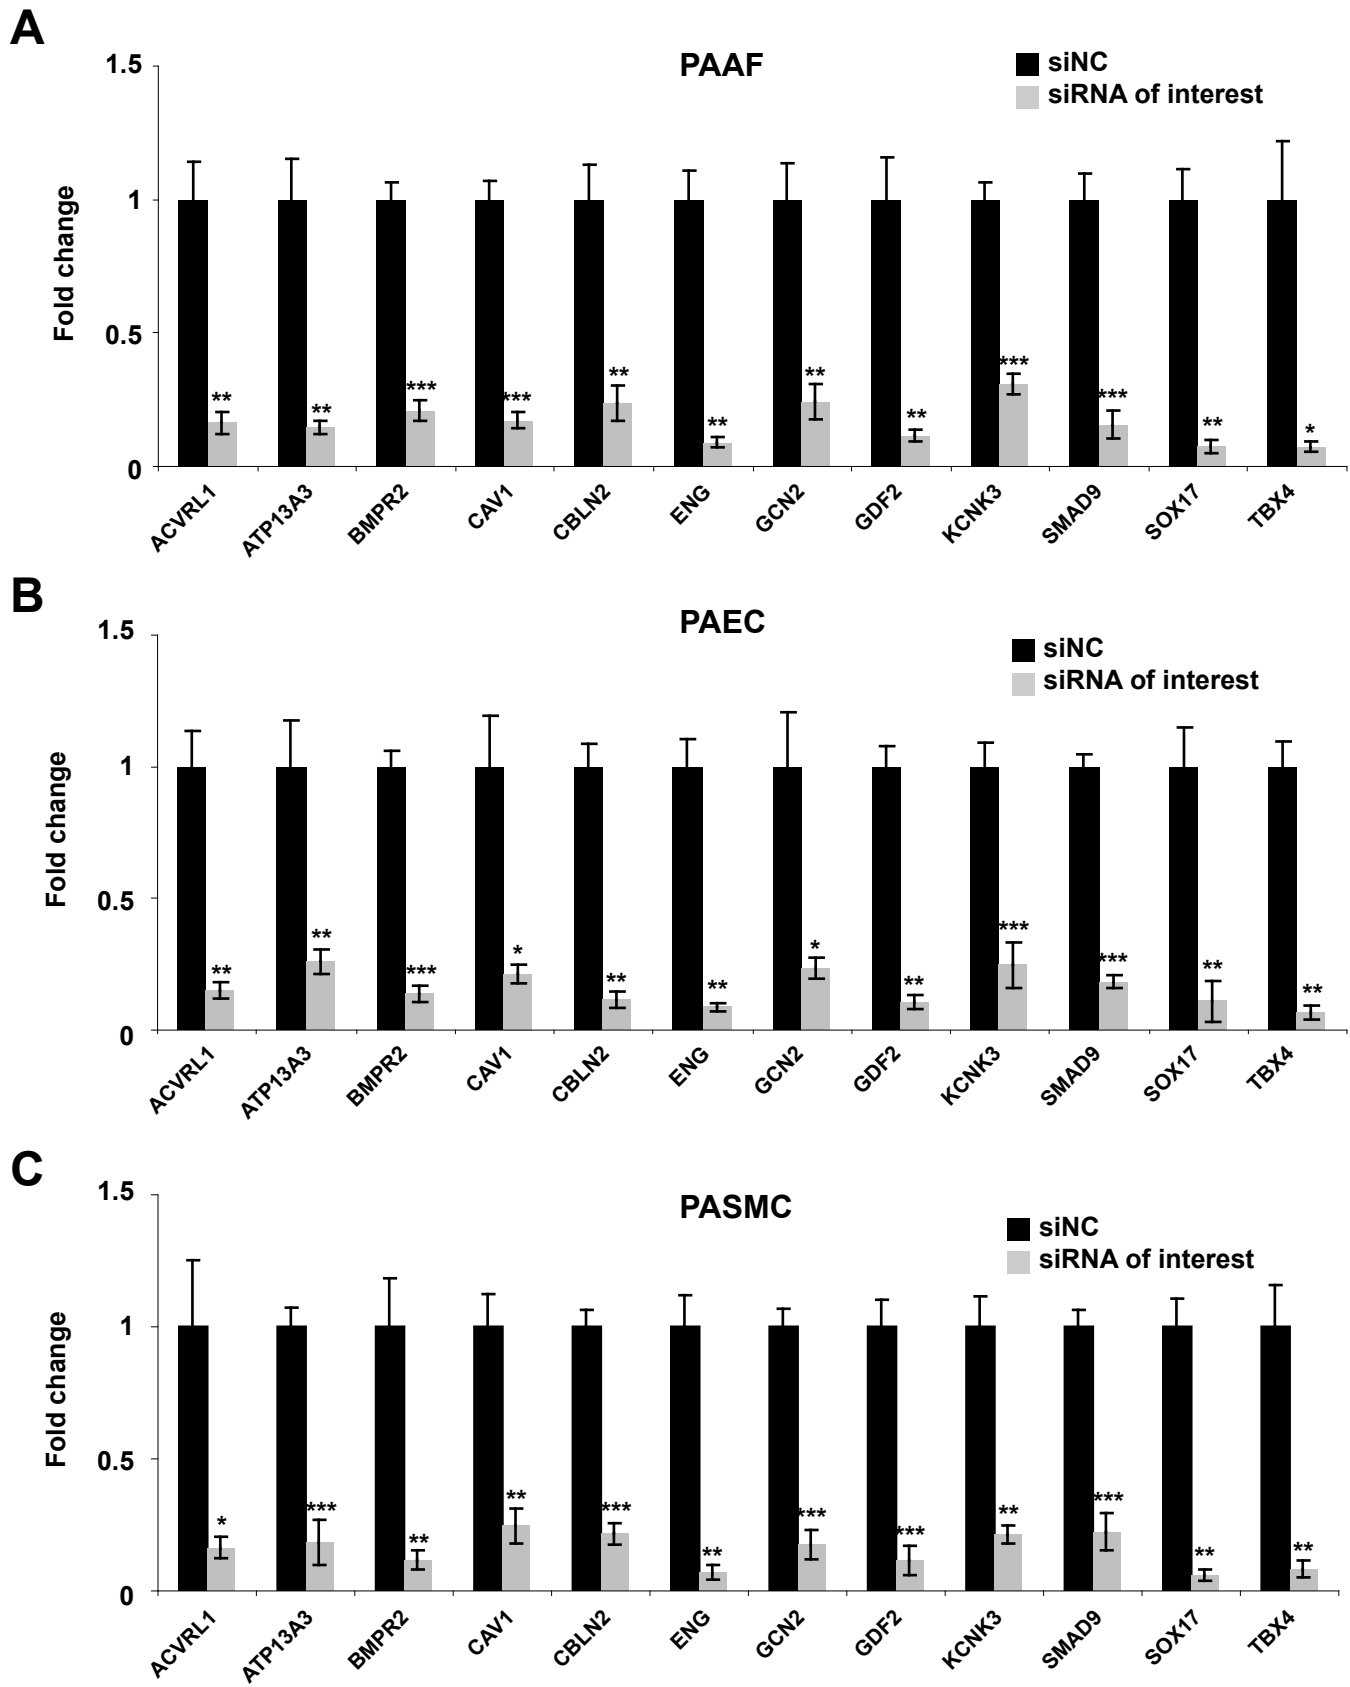 A
PAAF
siNC
siRNA of interest
1.5
1
0.5
0
Fold change
** ** *** *** ** ** ** ** *** *** ** *
ACVRL1 ATP13A3 BMPR2 CAV1 CBLN2 ENG GCN2 GDF2 KCNK3 SMAD9 SOX17 TBX4
B
PAEC
siNC
siRNA of interest
1.5
1
0.5
0
Fold change
** ** *** * ** ** * ** *** *** ** **
ACVRL1 ATP13A3 BMPR2 CAV1 CBLN2 ENG GCN2 GDF2 KCNK3 SMAD9 SOX17 TBX4
C
PASMC
siNC
siRNA of interest
1.5
1
0.5
0
Fold change
* *** ** ** *** ** *** *** ** *** ** **
ACVRL1 ATP13A3 BMPR2 CAV1 CBLN2 ENG GCN2 GDF2 KCNK3 SMAD9 SOX17 TBX4